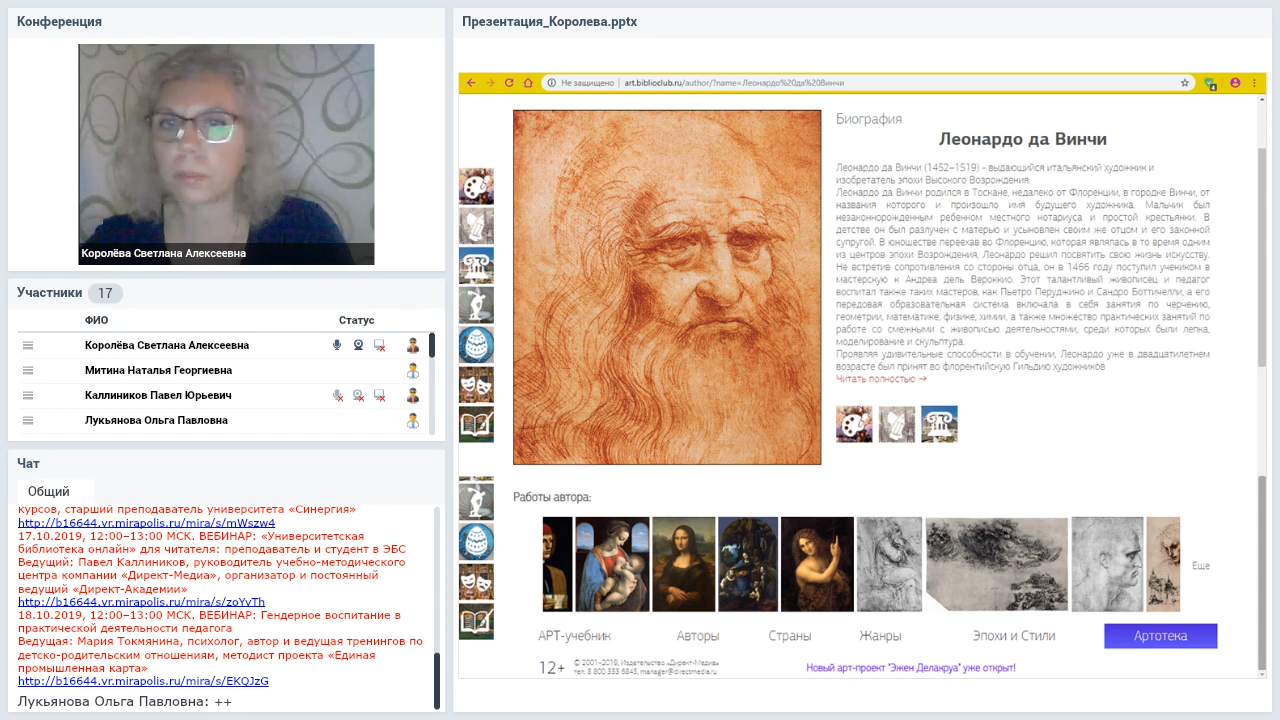 Конференция
Королёва Светлана Алексеевна
Участники 17
ФИО Статус
Королёва Светлана Алексеевна
Митина Наталья Георгиевна
Каллиников Павел Юрьевич
Лукьянова Ольга Павловна
Чат
Общий
курсов, старший преподаватель университета «Синергия»
http://b16644.vr.mirapolis.ru/mira/s/mWszw4
17.10.2019, 12:00–13:00 МСК. ВЕБИНАР: «Университетская
библиотека онлайн» для читателя: преподаватель и студент в ЭБС
Ведущий: Павел Каллиников, руководитель учебно-методического
центра компании «Директ-Медиа», организатор и постоянный
ведущий «Директ-Академии»
http://b16644.vr.mirapolis.ru/mira/s/zoYvTh
18.10.2019, 12:00–13:00 МСК. ВЕБИНАР: Гендерное воспитание в
практической деятельности педагога
Ведущая: Мария Токмянина, психолог, автор и ведущая тренингов по
детско-родительским отношениям, методист проекта «Единая
промышленная карта»
http://b16644.vr.mirapolis.ru/mira/s/EKQJzG
Лукьянова Ольга Павловна: ++
Презентация_Королева.pptx
Не защищено art.biblioclub.ru/author/?name=Леонардо%20да%20Винчи
Биография
Леонардо да Винчи
Леонардо да Винчи (1452–1519) - выдающийся итальянский художник и
изобретатель эпохи Высокого Возрождения.
Леонардо да Винчи родился в Тоскане, недалеко от Флоренции, в городке Винчи, от
названия которого и произошло имя будущего художника. Мальчик был
незаконнорожденным ребенком местного нотариуса и простой крестьянки. В
детстве он был разлучен с матерью и усыновлен своим же отцом и его законной
супругой. В юношестве переехав во Флоренцию, которая являлась в то время одним
из центров эпохи Возрождения, Леонардо решил посвятить свою жизнь искусству.
Не встретив сопротивления со стороны отца, он в 1466 году поступил учеником в
мастерскую к Андреа дель Вероккио. Этот талантливый живописец и педагог
воспитал также таких мастеров, как Пьетро Перуджино и Сандро Боттичелли, а его
передовая образовательная система включала в себя занятия по черчению,
геометрии, математике, физике, химии, а также множество практических занятий по
работе со смежными с живописью деятельностями, среди которых были лепка,
моделирование и скульптура.
Проявляя удивительные способности в обучении, Леонардо уже в двадцатилетнем
возрасте был принят во флорентийскую Гильдию художников
Читать полностью →
Работы автора:
Еще
АРТ-учебник Авторы Страны Жанры Эпохи и Стили Артотека
12+ © 2001–2019, Издательство «Директ-Медиа»
тел: 8 800 333 6845, manager@directmedia.ru
Новый арт-проект "Эжен Делакруа" уже открыт!